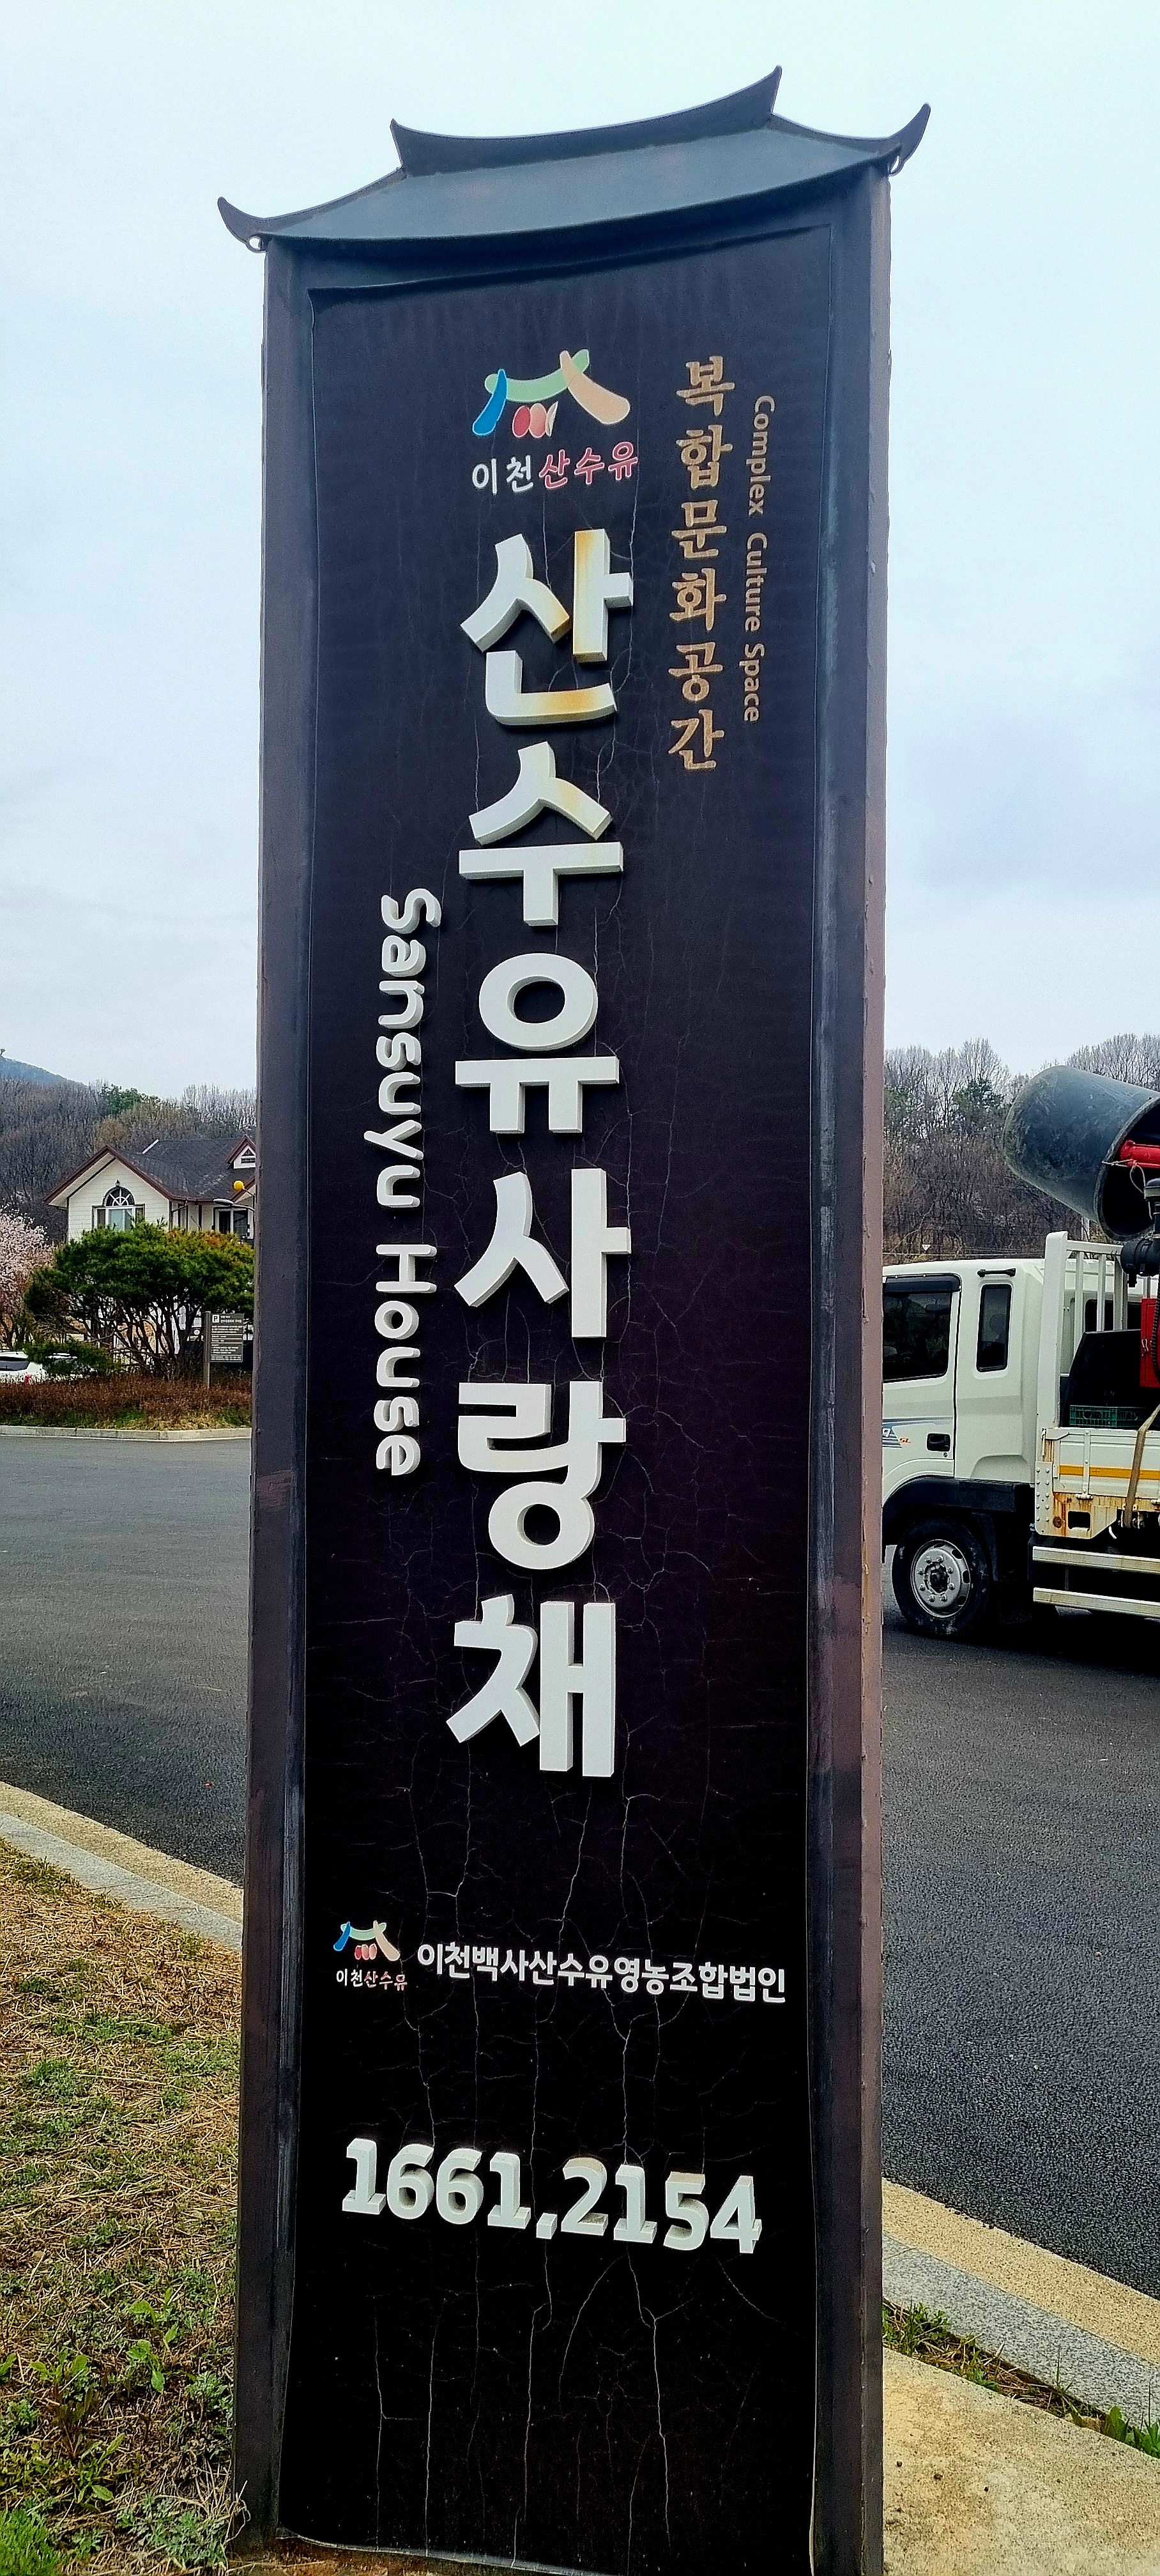 이천산수유
복합문화공간
Complex Culture Space
산수유사랑채
Sansuyu House
이천산수유
이천백사산수유영농조합법인
1661.2154